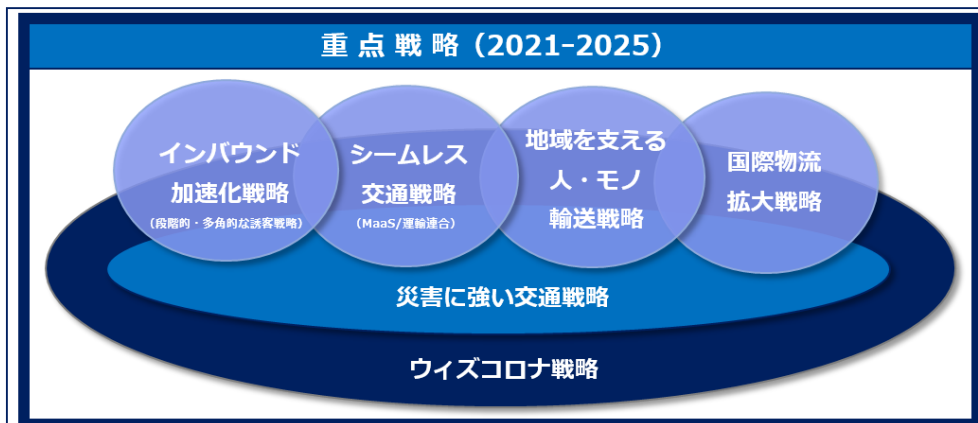 重点戦略（2021-2025）
インバウンド
加速化戦略
（段階的・多角的な誘客戦略）
シームレス
交通戦略
（MaaS/運輸連合）
地域を支える
人・モノ
輸送戦略
国際物流
拡大戦略
災害に強い交通戦略
ウィズコロナ戦略